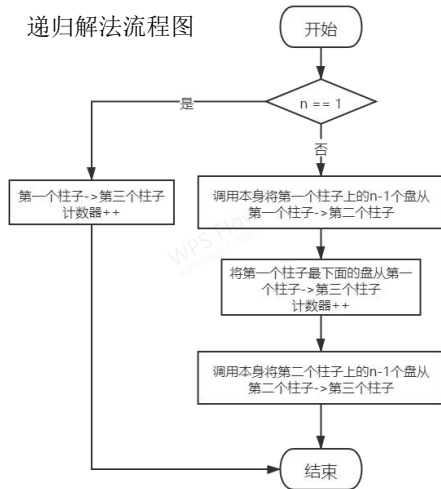 递归解法流程图
开始
n == 1
是
否
第一个柱子->第三个柱子
计数器++
调用本身将第一个柱子上的n-1个盘从
第一个柱子->第二个柱子
将第一个柱子最下面的盘从第一
个柱子->第三个柱子
计数器++
调用本身将第二个柱子上的n-1个盘从
第二个柱子->第三个柱子
结束